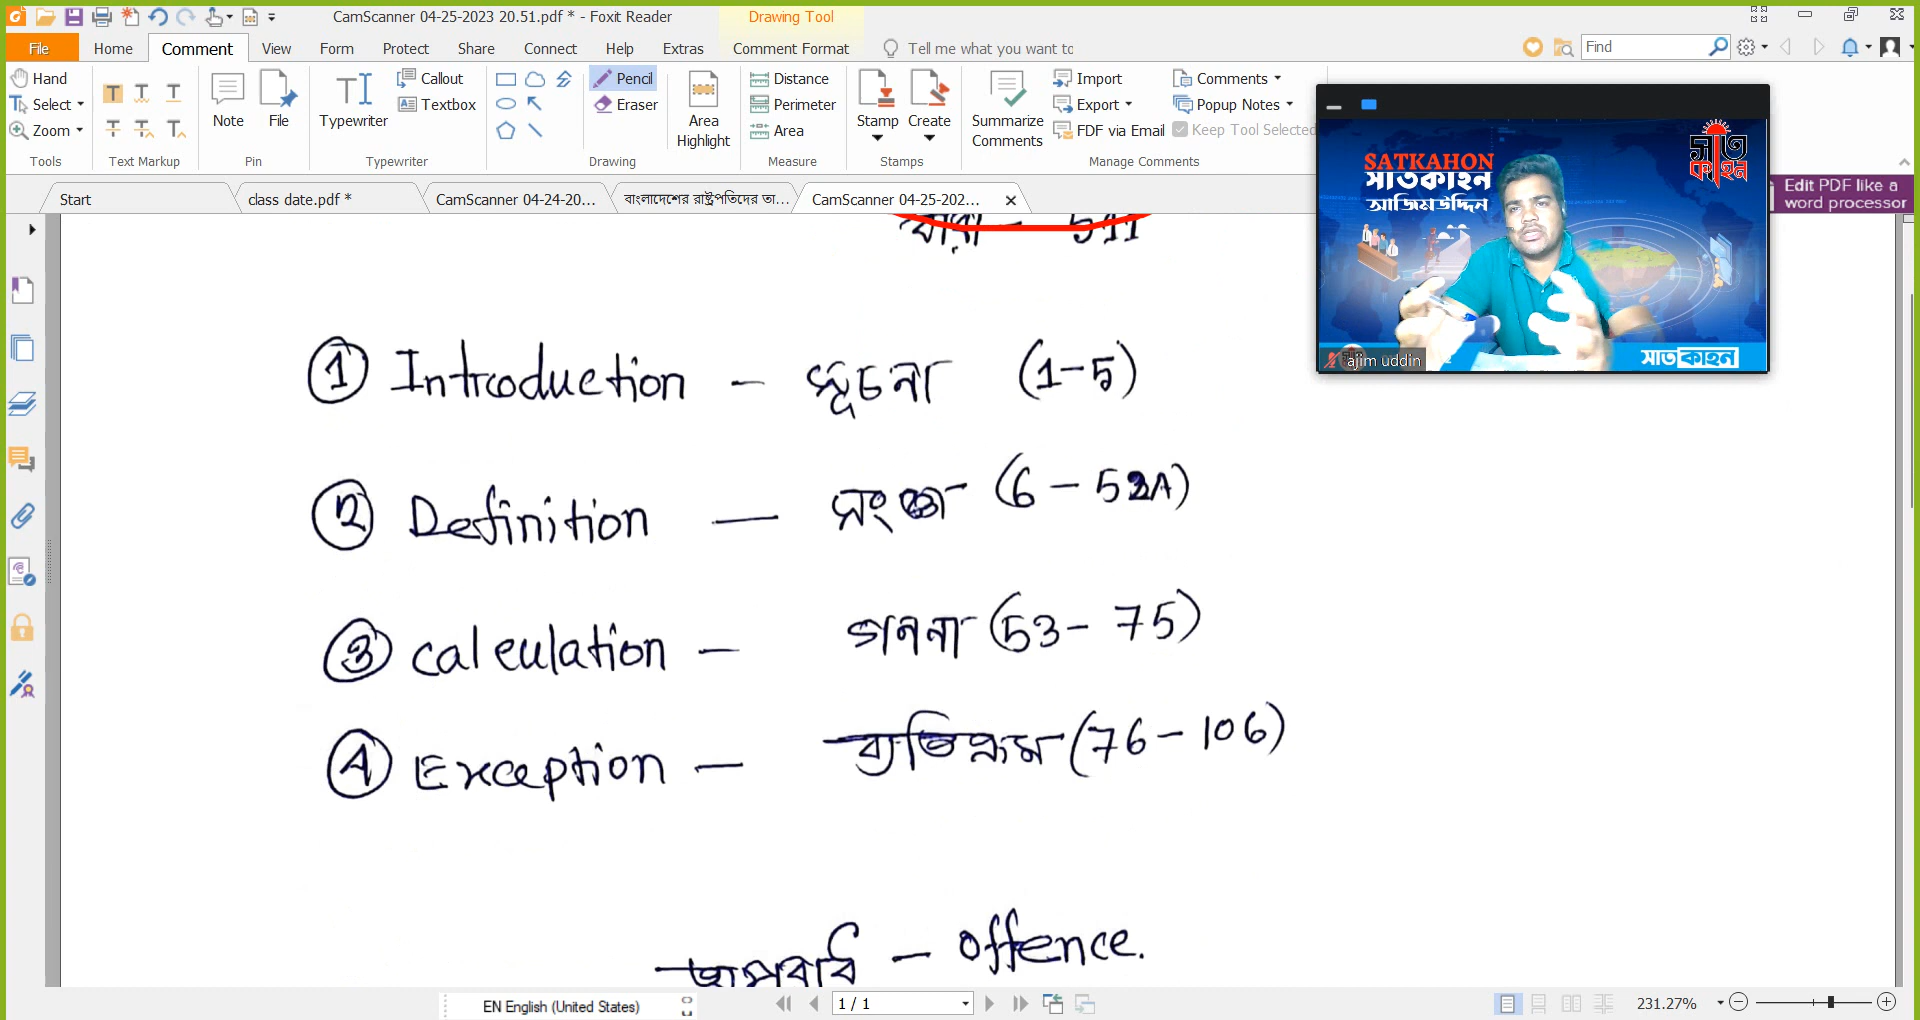 CamScanner 04-25-2023 20.51.pdf * - Foxit Reader
Drawing Tool
File Home Comment View Form Protect Share Connect Help Extras Comment Format Tell me what you want to Find
Hand
Select
Zoom
Tools
Text Markup
Note File
Pin
Typewriter Callout
Textbox
Typewriter
Pencil
Eraser
Area Highlight
Drawing
Distance
Perimeter
Area
Measure
Stamp Create
Stamps
Summarize Comments
Import
Export
FDF via Email
Comments
Popup Notes
Keep Tool Selected
Manage Comments
Start class date.pdf * CamScanner 04-24-20... বাংলাদেশের রাষ্ট্রপতিদের তা... CamScanner 04-25-202...
Edit PDF like a
word processor
SATKAHON
সাতকাহন
আজিমউদ্দিন
সাত
কাহন
ajim uddin
সাতকাহন
ধারা - 511
① Introduction - সূচনা (1-5)
② Definition — সংজ্ঞা (6 - 52A)
③ calculation - গননা (53 - 75)
④ Exception — ব্যতিক্রম (76 - 106)
অপরাধ - offence.
EN English (United States)
1 / 1
231.27%